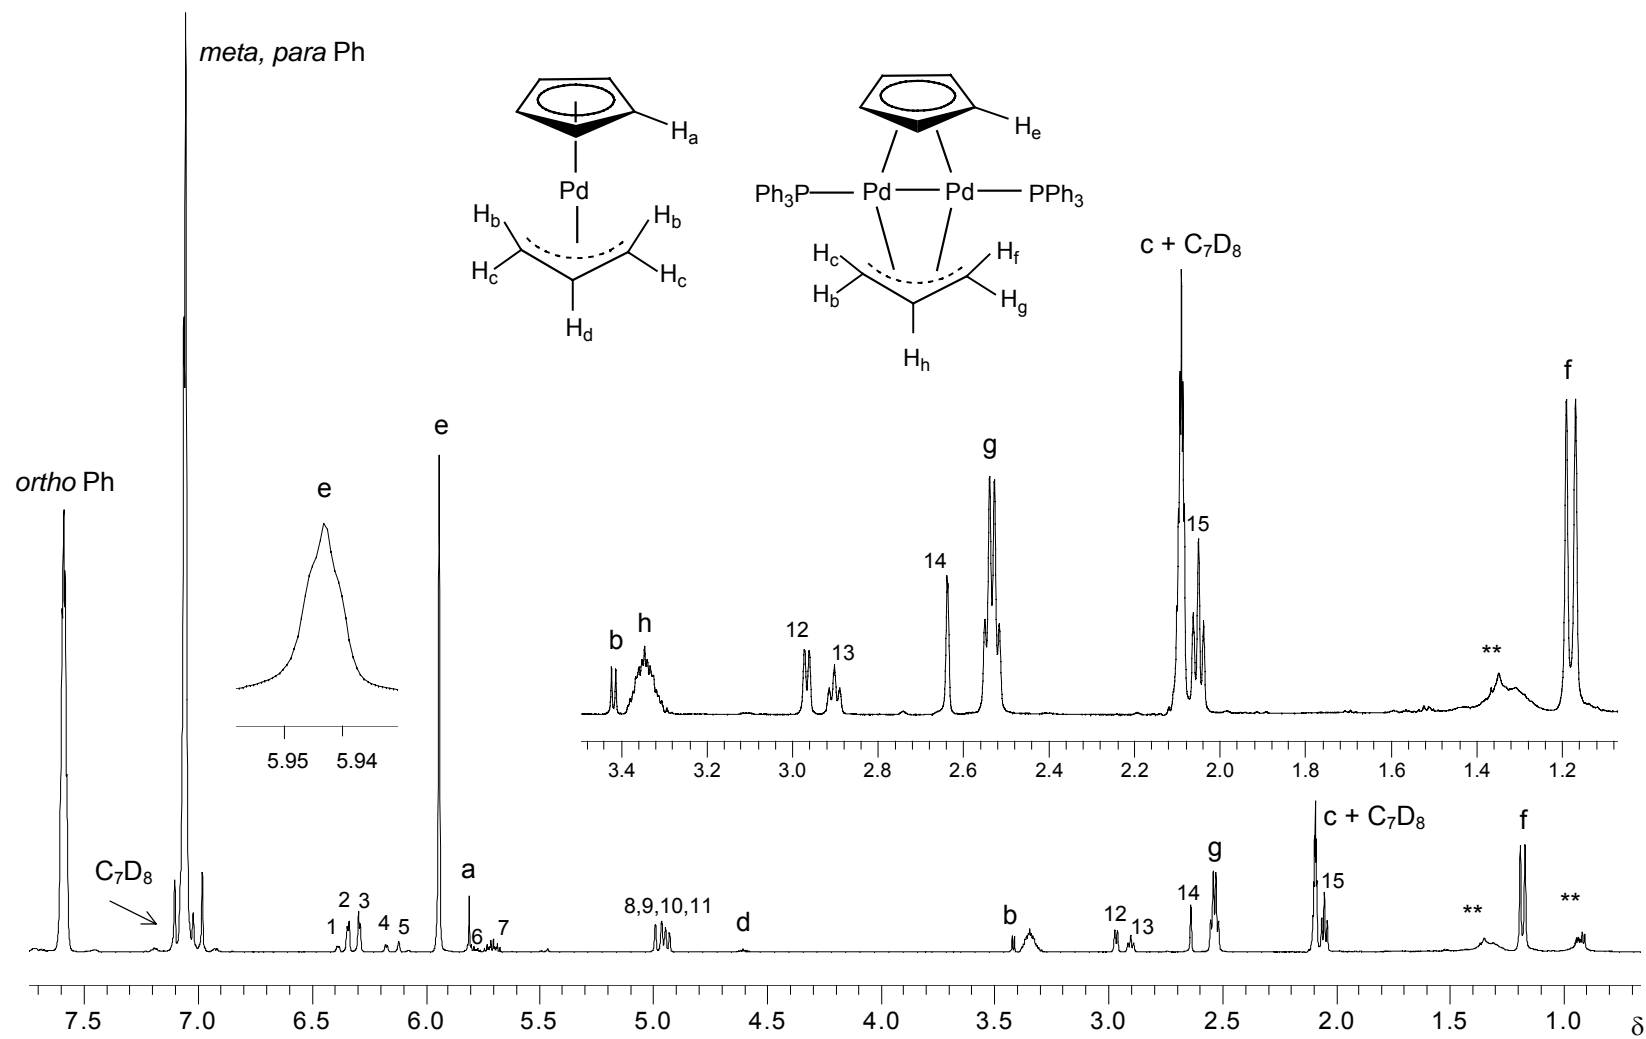 meta, para Ph
Hₐ
Pd
H_b
H_b
H_c
H_c
H_d
Hₑ
Ph₃P
Pd
Pd
PPh₃
H_c
H_b
H_f
H_g
H_h
c + C₇D₈
f
e
g
ortho Ph
e
15
14
b
h
12
13
**
5.95
5.94
3.4
3.2
3.0
2.8
2.6
2.4
2.2
2.0
1.8
1.6
1.4
1.2
C₇D₈
1
2
3
4
5
a
6
7
8,9,10,11
d
b
12
13
14
g
c + C₇D₈
15
**
f
**
7.5
7.0
6.5
6.0
5.5
5.0
4.5
4.0
3.5
3.0
2.5
2.0
1.5
1.0
δ